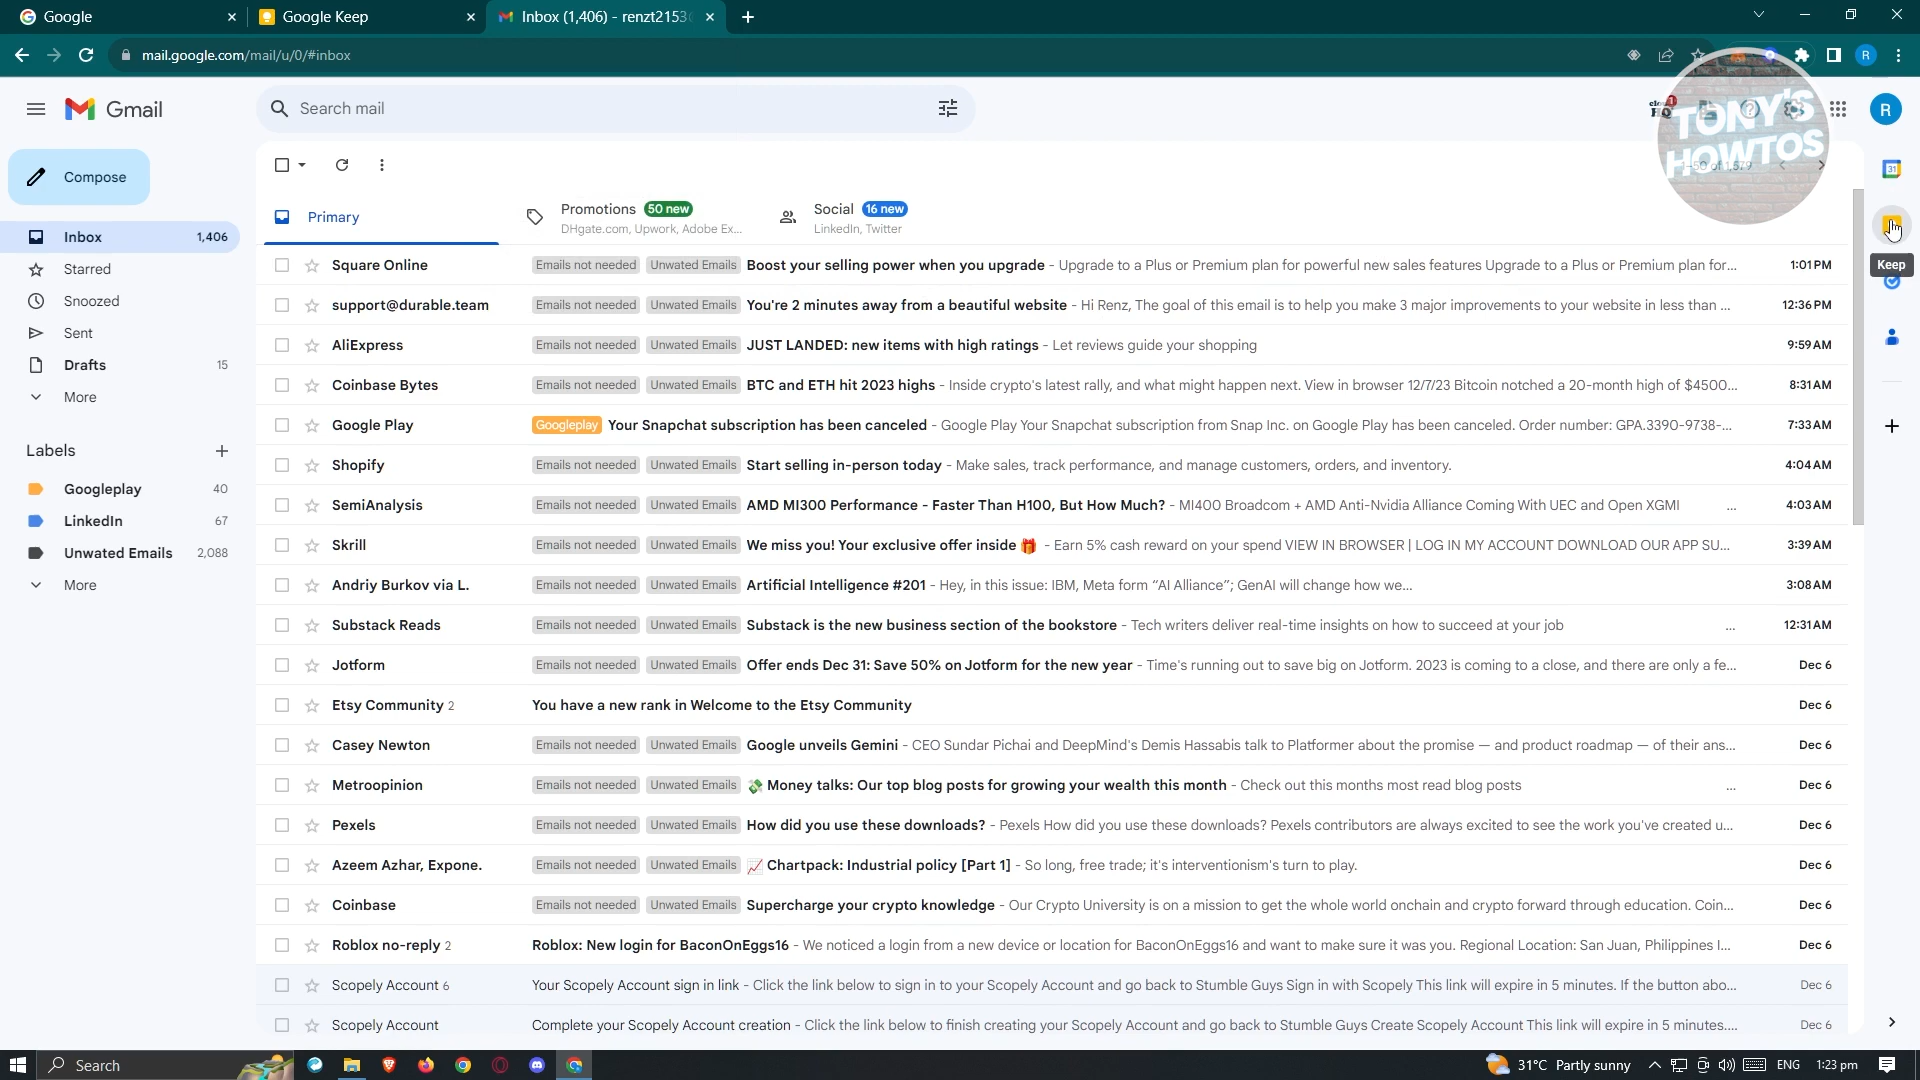 Google
Google Keep
Inbox (1,406) - renzt2153
mail.google.com/mail/u/0/#inbox
R
Gmail
Search mail
R
TONY'S
HOWTOS
1-50 of 1,579
Compose
Primary
Promotions 50 new
DHgate.com, Upwork, Adobe Ex...
Social 16 new
LinkedIn, Twitter
31
Keep
Inbox 1,406
Starred
Snoozed
Sent
Drafts 15
More
Labels
Googleplay 40
LinkedIn 67
Unwated Emails 2,088
More
Square Online Emails not needed Unwated Emails Boost your selling power when you upgrade - Upgrade to a Plus or Premium plan for powerful new sales features Upgrade to a Plus or Premium plan for... 1:01 PM
support@durable.team Emails not needed Unwated Emails You're 2 minutes away from a beautiful website - Hi Renz, The goal of this email is to help you make 3 major improvements to your website in less than ... 12:36 PM
AliExpress Emails not needed Unwated Emails JUST LANDED: new items with high ratings - Let reviews guide your shopping 9:59 AM
Coinbase Bytes Emails not needed Unwated Emails BTC and ETH hit 2023 highs - Inside crypto's latest rally, and what might happen next. View in browser 12/7/23 Bitcoin notched a 20-month high of $4500... 8:31 AM
Google Play Googleplay Your Snapchat subscription has been canceled - Google Play Your Snapchat subscription from Snap Inc. on Google Play has been canceled. Order number: GPA.3390-9738-... 7:33 AM
Shopify Emails not needed Unwated Emails Start selling in-person today - Make sales, track performance, and manage customers, orders, and inventory. 4:04 AM
SemiAnalysis Emails not needed Unwated Emails AMD MI300 Performance - Faster Than H100, But How Much? - MI400 Broadcom + AMD Anti-Nvidia Alliance Coming With UEC and Open XGMI ... 4:03 AM
Skrill Emails not needed Unwated Emails We miss you! Your exclusive offer inside 🎁 - Earn 5% cash reward on your spend VIEW IN BROWSER | LOG IN MY ACCOUNT DOWNLOAD OUR APP SU... 3:39 AM
Andriy Burkov via L. Emails not needed Unwated Emails Artificial Intelligence #201 - Hey, in this issue: IBM, Meta form “AI Alliance”; GenAI will change how we... 3:08 AM
Substack Reads Emails not needed Unwated Emails Substack is the new business section of the bookstore - Tech writers deliver real-time insights on how to succeed at your job ... 12:31 AM
Jotform Emails not needed Unwated Emails Offer ends Dec 31: Save 50% on Jotform for the new year - Time's running out to save big on Jotform. 2023 is coming to a close, and there are only a fe... Dec 6
Etsy Community 2 You have a new rank in Welcome to the Etsy Community Dec 6
Casey Newton Emails not needed Unwated Emails Google unveils Gemini - CEO Sundar Pichai and DeepMind's Demis Hassabis talk to Platformer about the promise — and product roadmap — of their ans... Dec 6
Metroopinion Emails not needed Unwated Emails 💸 Money talks: Our top blog posts for growing your wealth this month - Check out this months most read blog posts ... Dec 6
Pexels Emails not needed Unwated Emails How did you use these downloads? - Pexels How did you use these downloads? Pexels contributors are always excited to see the work you've created u... Dec 6
Azeem Azhar, Expone. Emails not needed Unwated Emails 📈 Chartpack: Industrial policy [Part 1] - So long, free trade; it's interventionism's turn to play. Dec 6
Coinbase Emails not needed Unwated Emails Supercharge your crypto knowledge - Our Crypto University is on a mission to get the whole world onchain and crypto forward through education. Coin... Dec 6
Roblox no-reply 2 Roblox: New login for BaconOnEggs16 - We noticed a login from a new device or location for BaconOnEggs16 and want to make sure it was you. Regional Location: San Juan, Philippines I... Dec 6
Scopely Account 6 Your Scopely Account sign in link - Click the link below to sign in to your Scopely Account and go back to Stumble Guys Sign in with Scopely This link will expire in 5 minutes. If the button abo... Dec 6
Scopely Account Complete your Scopely Account creation - Click the link below to finish creating your Scopely Account and go back to Stumble Guys Create Scopely Account This link will expire in 5 minutes.... Dec 6
Search
31°C Partly sunny
ENG
1:23 pm